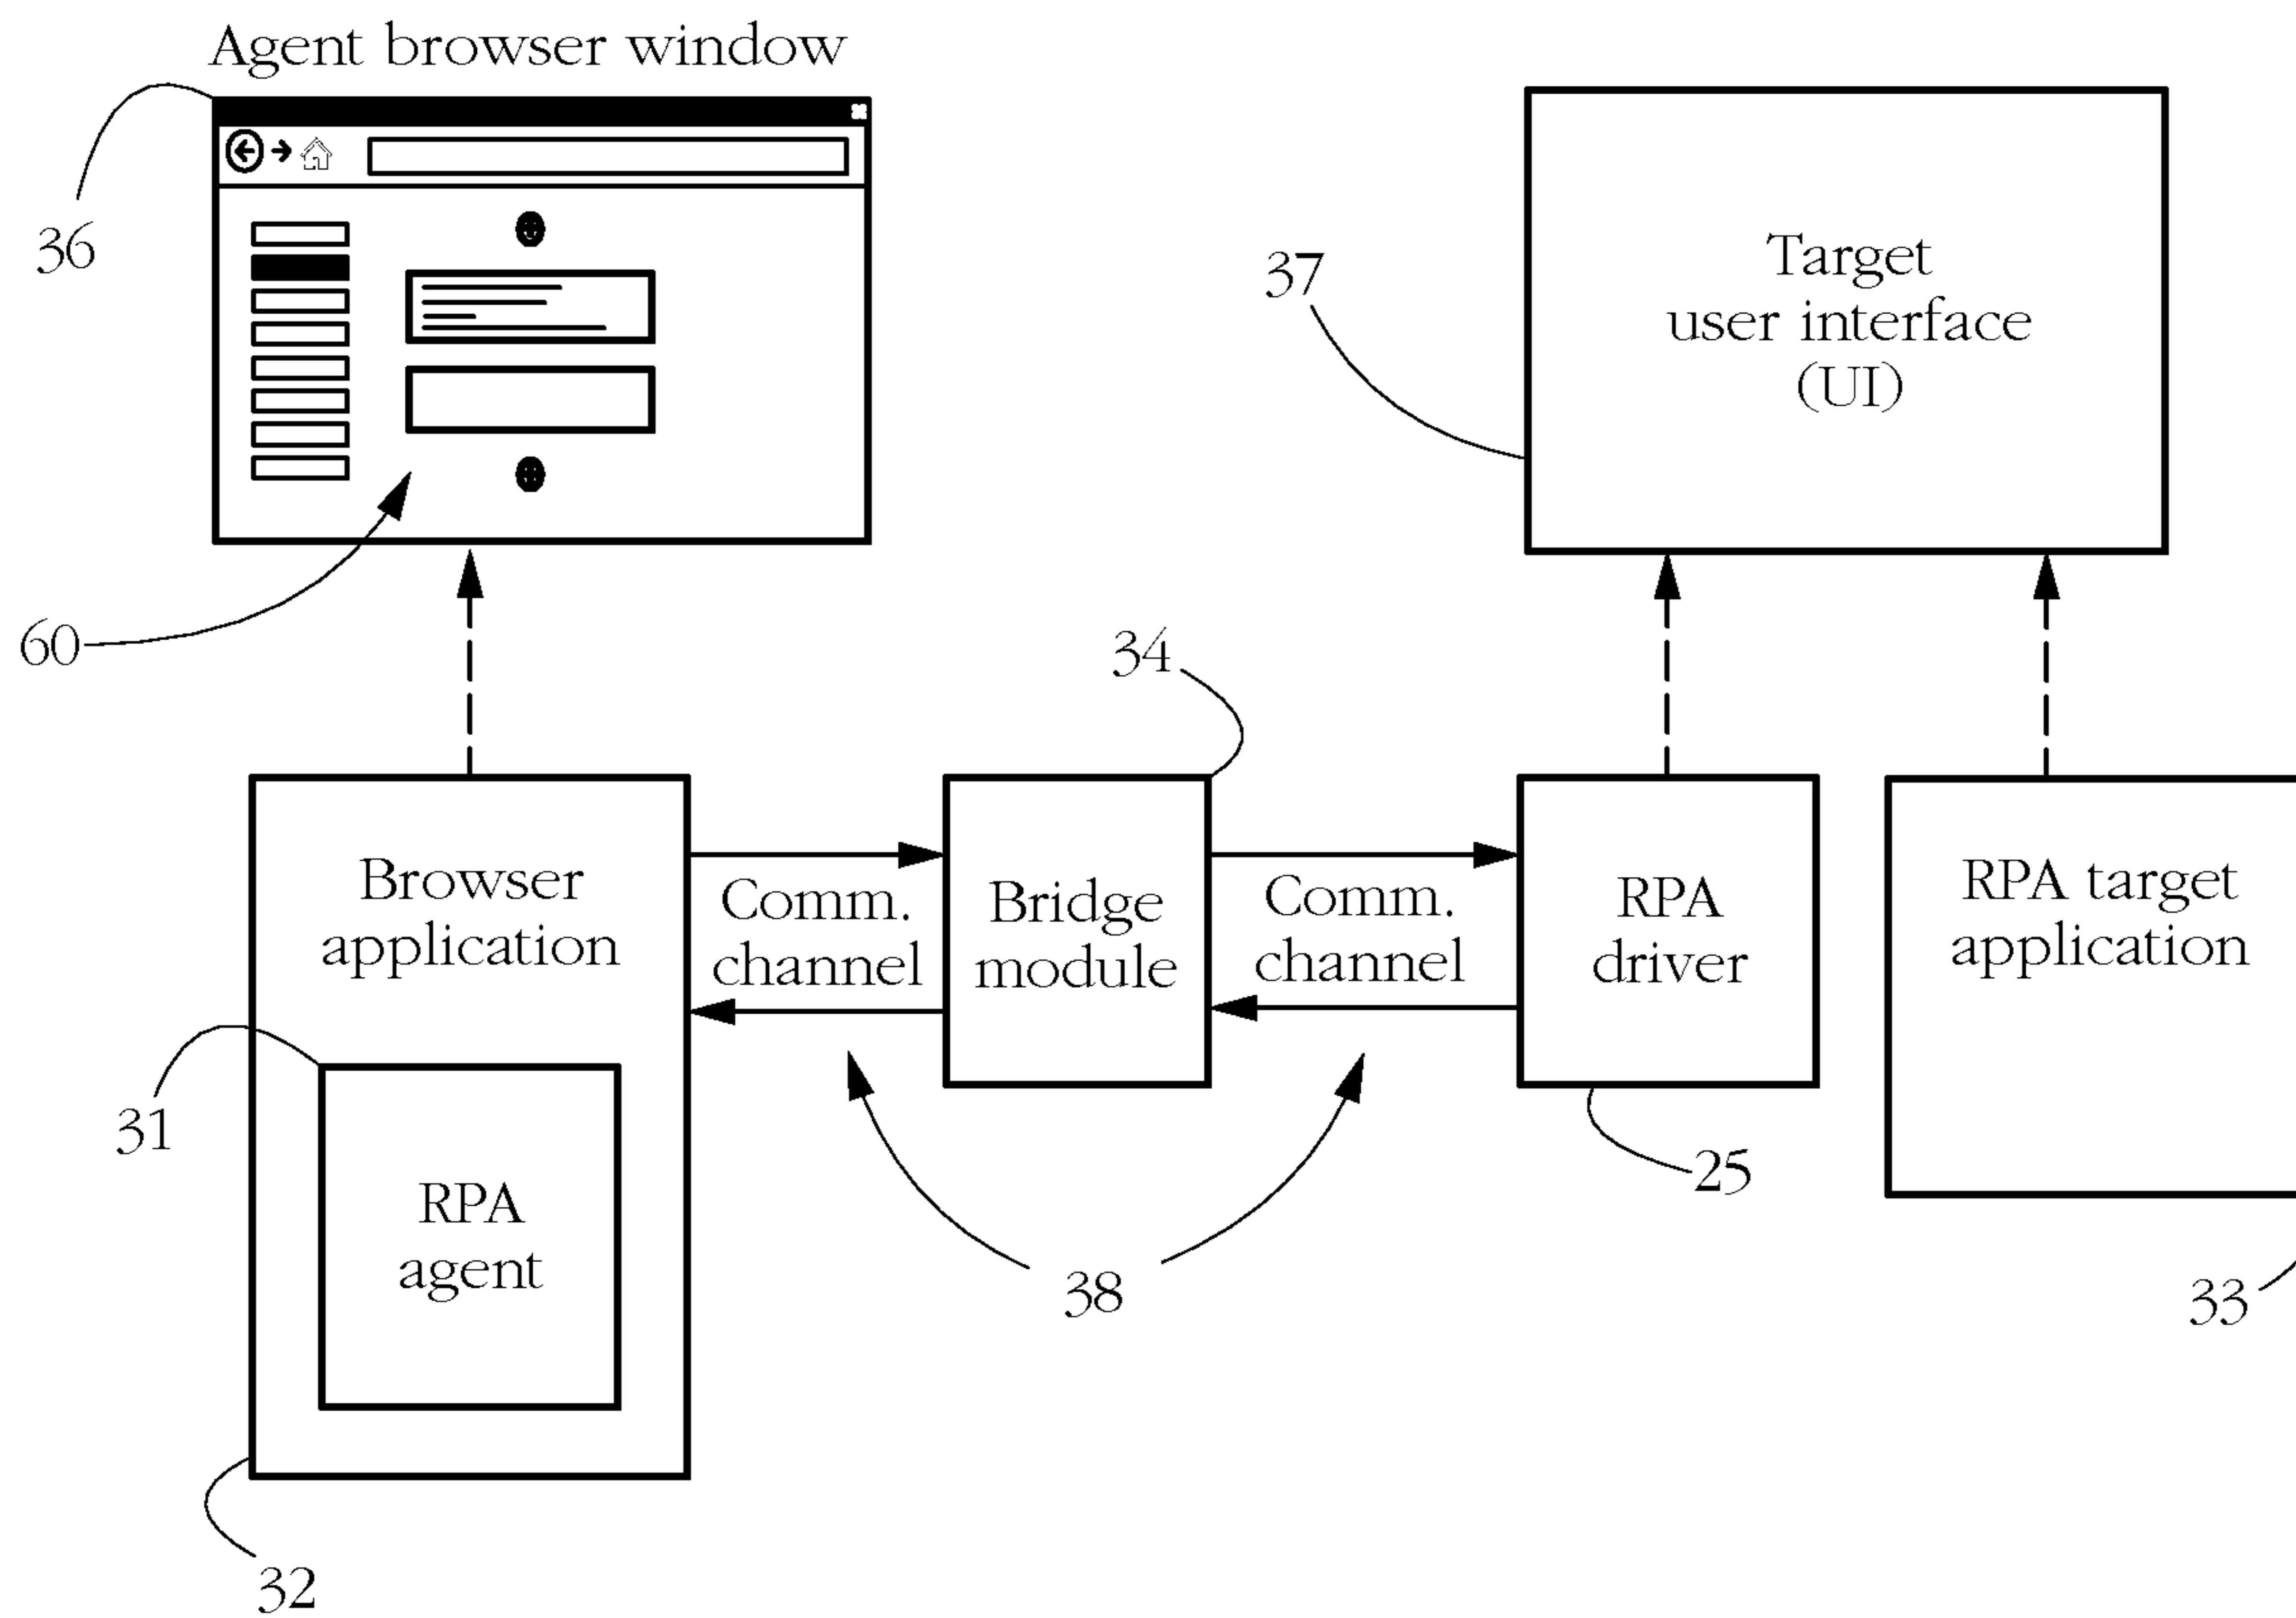 Agent browser window
36
60
37
Target
user interface
(UI)
34
Browser
application
Comm.
channel
Bridge
module
Comm.
channel
RPA
driver
RPA target
application
31
RPA
agent
38
25
33
32